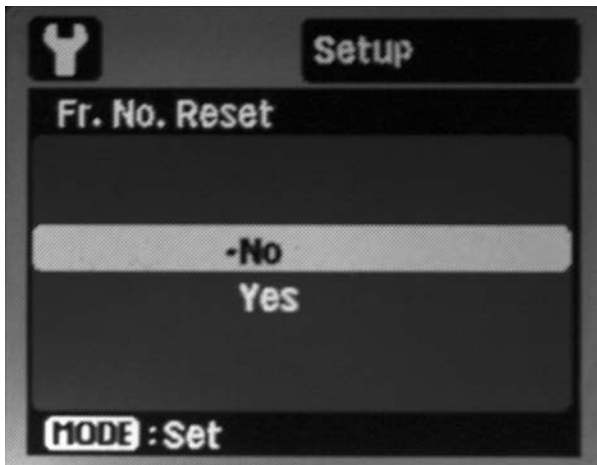 Setup
Fr. No. Reset
-No
Yes
MODE :Set